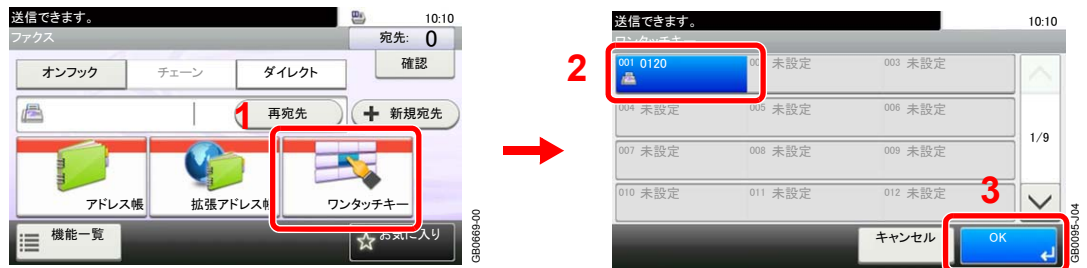 送信できます。
10:10
ファクス
宛先: 0
オンフック
チェーン
ダイレクト
確認
1
再宛先
新規宛先
アドレス帳
拡張アドレス帳
ワンタッチキー
機能一覧
お気に入り
GB0669-00
送信できます。
10:10
ワンタッチキー
2
001 0120
002 未設定
003 未設定
004 未設定
005 未設定
006 未設定
1/9
007 未設定
008 未設定
009 未設定
010 未設定
011 未設定
012 未設定
3
キャンセル
OK
GB0095-J04